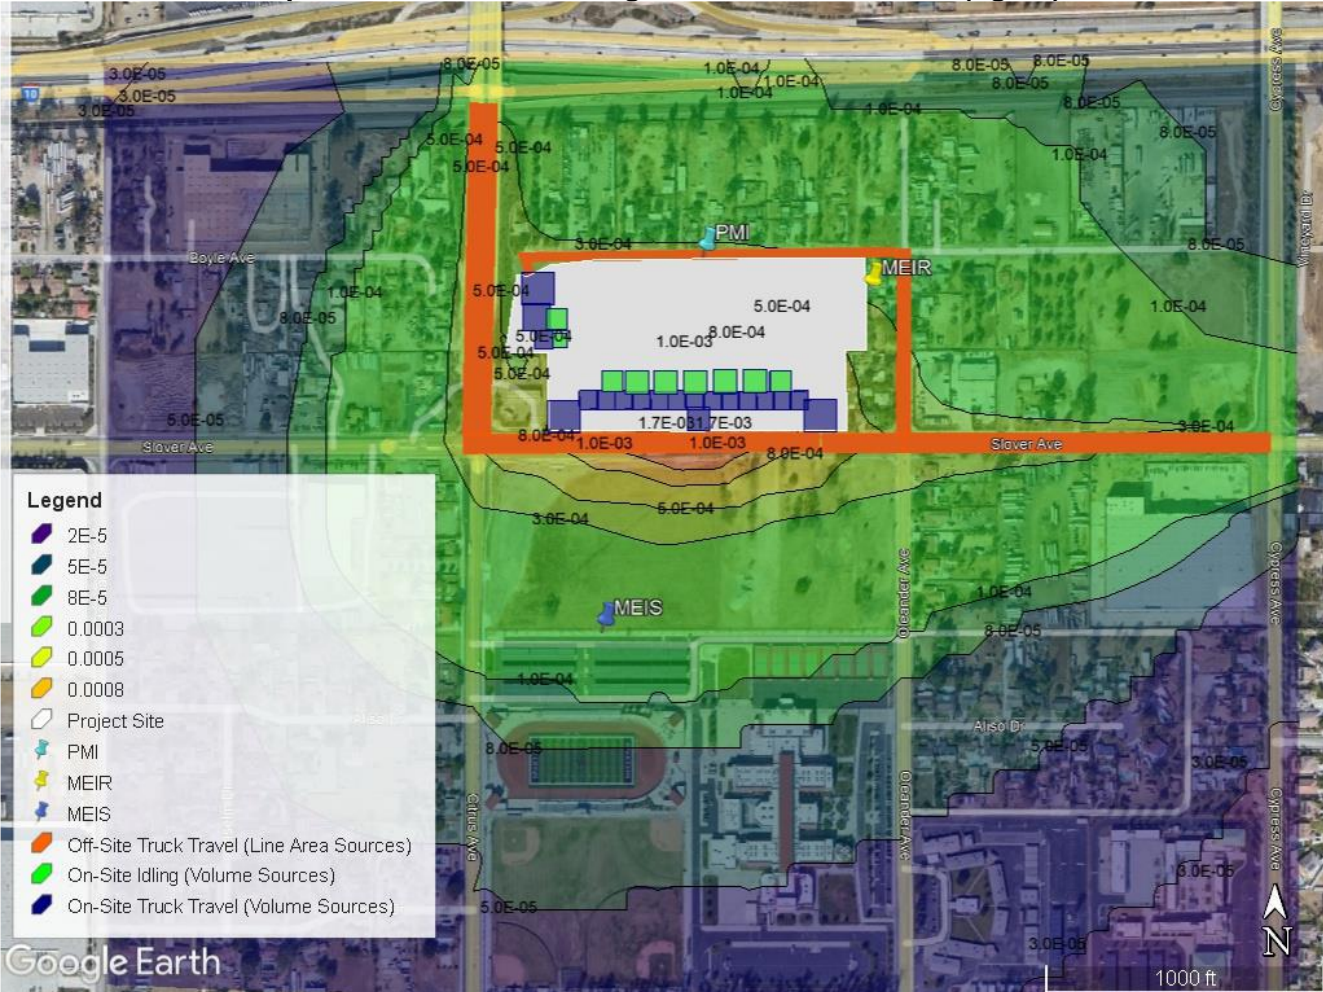 8.0E-05
1.0E-04
8.0E-05
8.0E-05
3.0E-05
1.0E-04
8.0E-05
10
3.0E-05
1.0E-04
8.0E-05
3.0E-05
1.0E-04
Cypress Ave
5.0E-04
5.0E-04
8.0E-05
5.0E-04
1.0E-04
Vineyard Dr
PMI
3.0E-04
8.0E-05
Boyle Ave
MEIR
5.0E-04
1.0E-04
5.0E-04
1.0E-04
8.0E-05
5.0E-04
8.0E-04
1.0E-03
5.0E-04
5.0E-04
5.0E-05
1.7E-03
1.7E-03
3.0E-04
8.0E-04
1.0E-03
1.0E-03
Slover Ave
Slover Ave
8.0E-04
Legend
2E-5
5E-5
8E-5
0.0003
0.0005
0.0008
Project Site
PMI
MEIR
MEIS
Off-Site Truck Travel (Line Area Sources)
On-Site Idling (Volume Sources)
On-Site Truck Travel (Volume Sources)
5.0E-04
3.0E-04
Oleander Ave
Cypress Ave
1.0E-04
MEIS
8.0E-05
1.0E-04
Aliso Dr
8.0E-05
5.0E-05
3.0E-05
Citrus Ave
Oleander Ave
Cypress Ave
3.0E-05
5.0E-05
3.0E-05
N
Google Earth
1000 ft